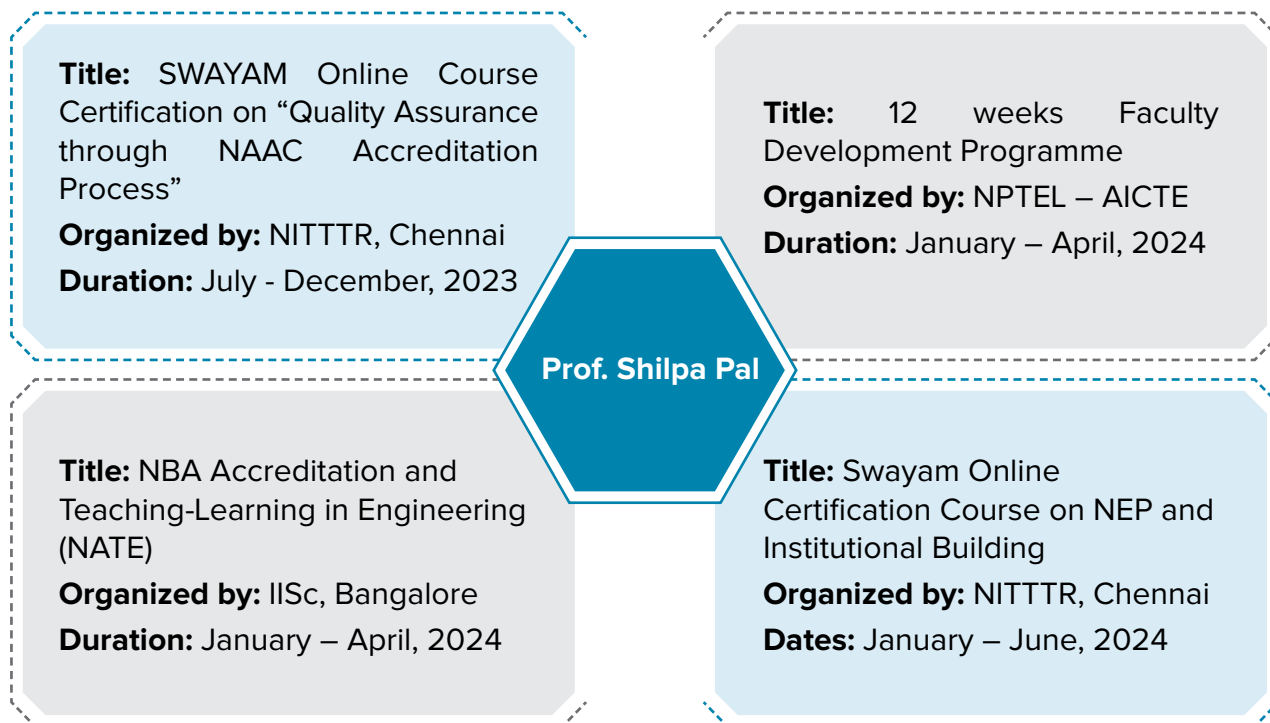 Title: SWAYAM Online Course
Certification on “Quality Assurance
through NAAC Accreditation
Process”
Organized by: NITTTR, Chennai
Duration: July - December, 2023
Title: 12 weeks Faculty
Development Programme
Organized by: NPTEL – AICTE
Duration: January – April, 2024
Prof. Shilpa Pal
Title: NBA Accreditation and
Teaching-Learning in Engineering
(NATE)
Organized by: IISc, Bangalore
Duration: January – April, 2024
Title: Swayam Online
Certification Course on NEP and
Institutional Building
Organized by: NITTTR, Chennai
Dates: January – June, 2024